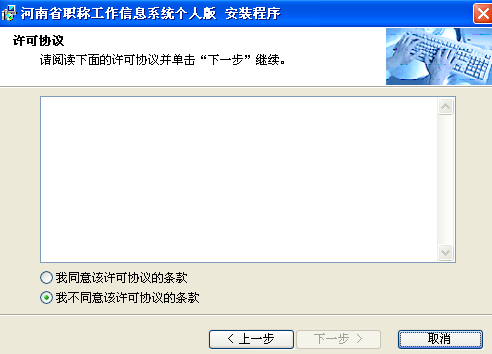 河南省职称工作信息系统个人版 安装程序
许可协议
请阅读下面的许可协议并单击“下一步”继续。
我同意该许可协议的条款
我不同意该许可协议的条款
< 上一步
下一步 >
取消